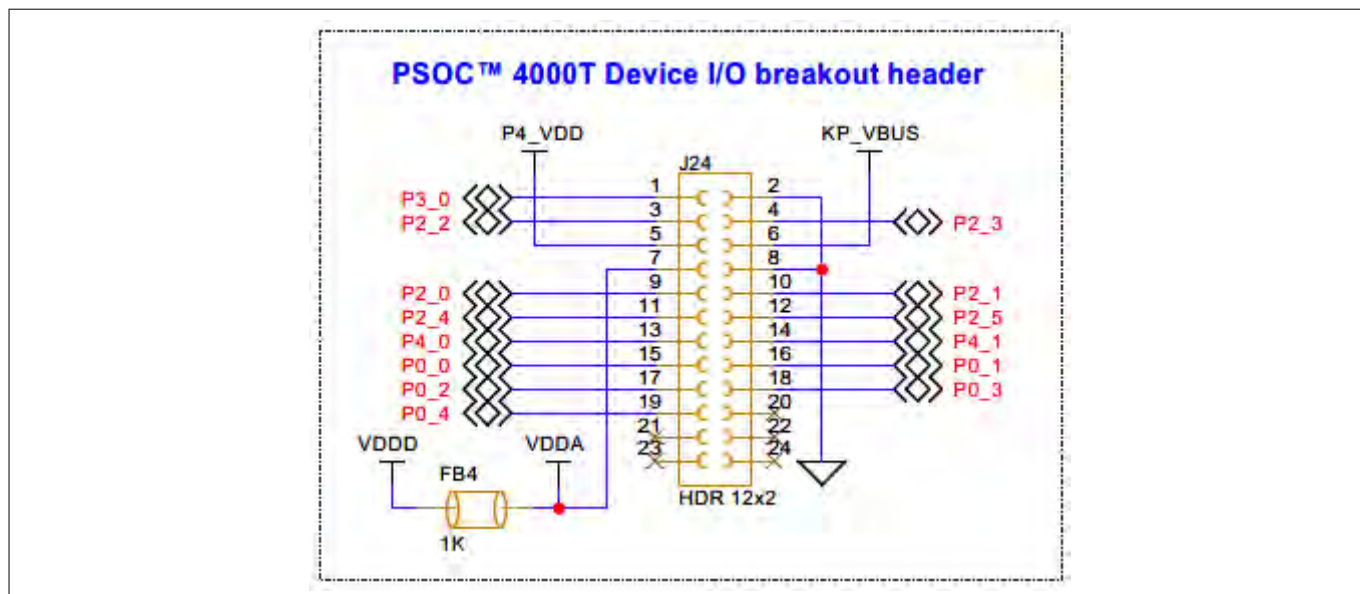 PSOC™ 4000T Device I/O breakout header
P4_VDD KP_VBUS
J24
P3_0 1 2
P2_2 3 4 P2_3
5 6
7 8
P2_0 9 10 P2_1
P2_4 11 12 P2_5
P4_0 13 14 P4_1
P0_0 15 16 P0_1
P0_2 17 18 P0_3
P0_4 19 20
21 22
23 24
VDDD VDDA
FB4
HDR 12x2
1K